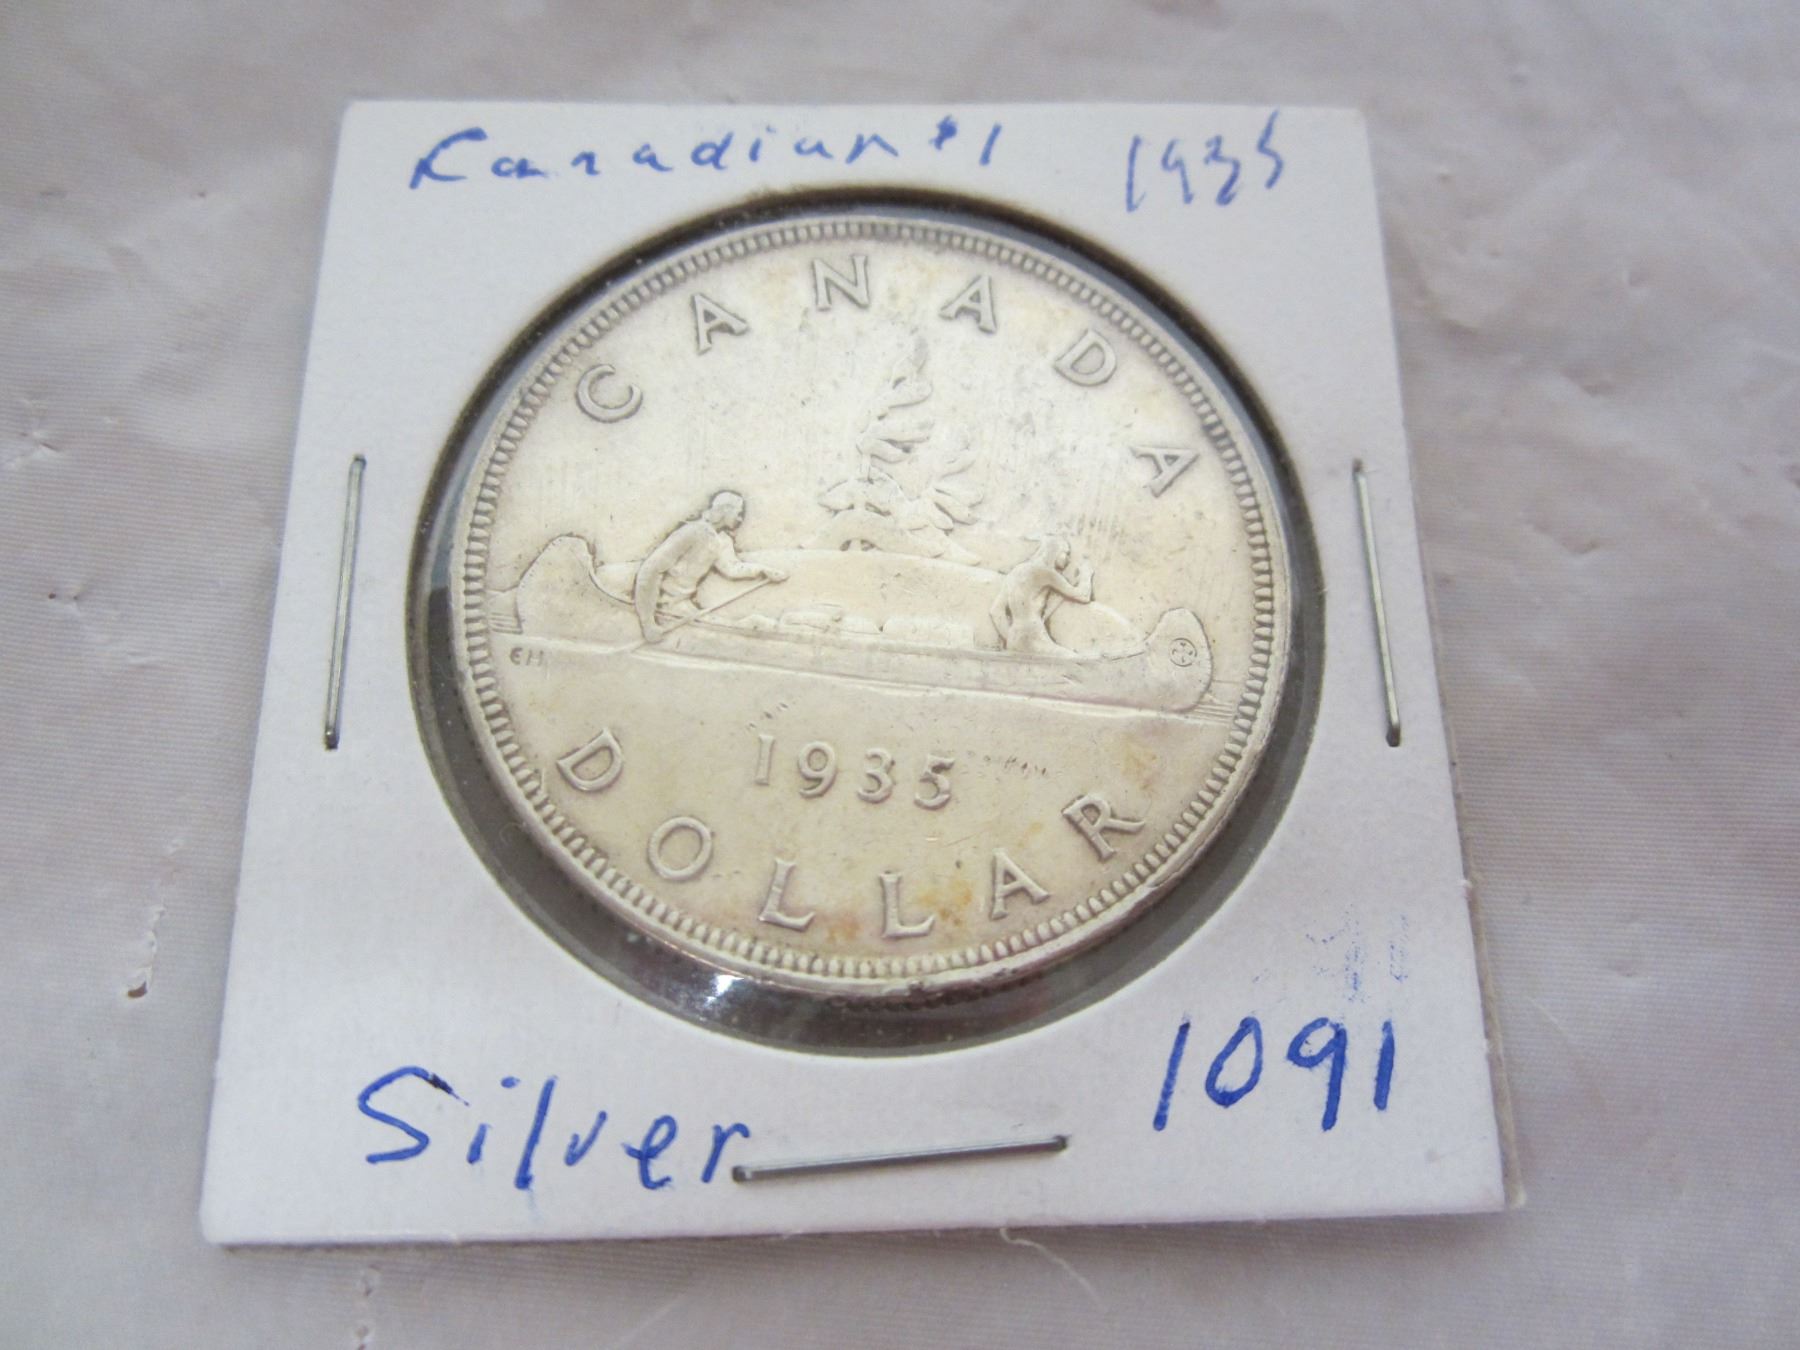 Canadian $1 1935
CANADA
EH
1935
DOLLAR
Silver 1091